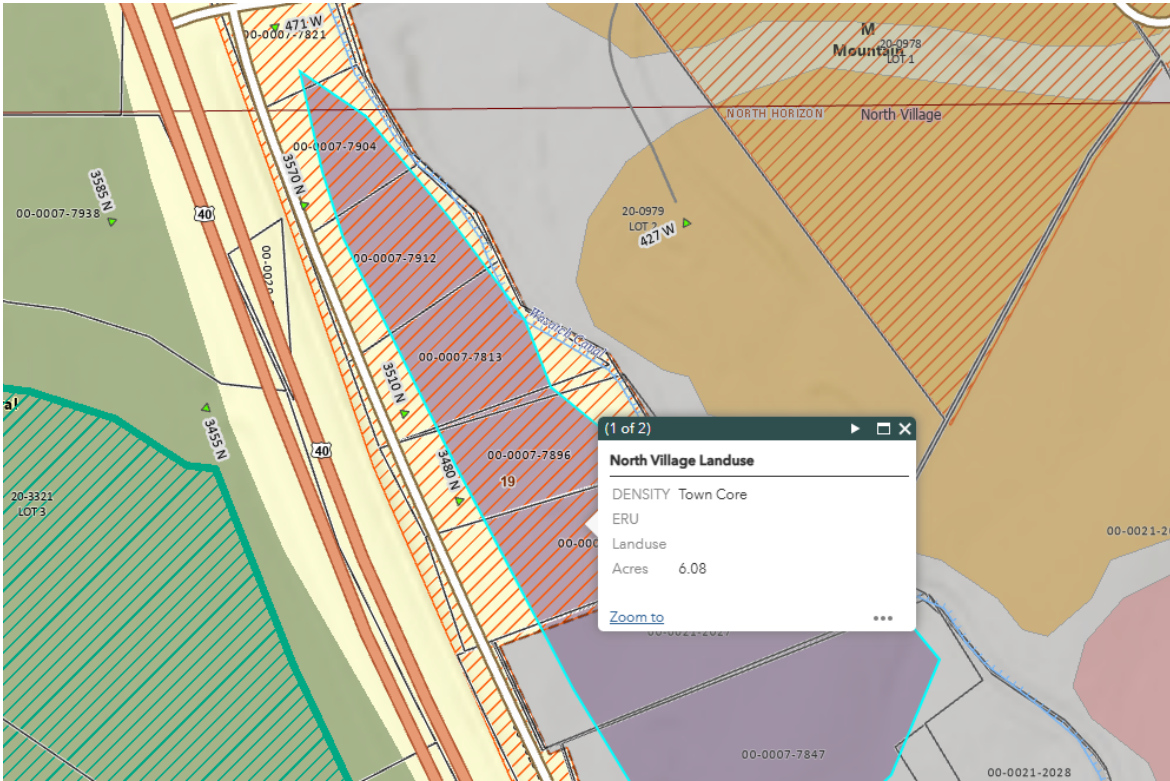 471 W
00-0007-7821
M
Mountain
20-0978
LOT 1
NORTH HORIZON
North Village
00-0007-7904
3570 N
3585 N
00-0007-7938
40
20-0979
LOT 2
427 W
00-0007-7912
Wasatch Canal
00-0007-7813
3510 N
3455 N
40
3480 N
00-0007-7896
19
20-3321
LOT 3
(1 of 2)
North Village Landuse
DENSITY Town Core
ERU
Landuse
Acres 6.08
Zoom to
00-0021-2027
00-0007-7847
00-0021-2028